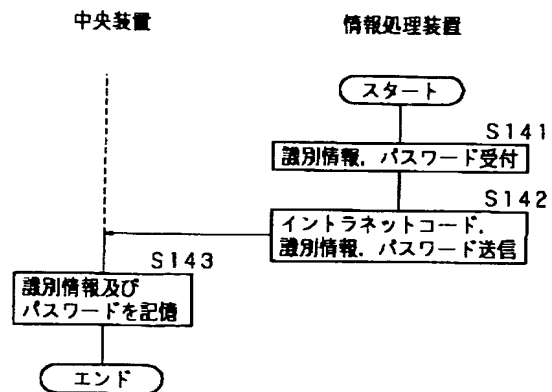 中央装置
情報処理装置
スタート
S141
識別情報．パスワード受付
S142
イントラネットコード．
識別情報．パスワード送信
S143
識別情報及び
パスワードを記憶
エンド